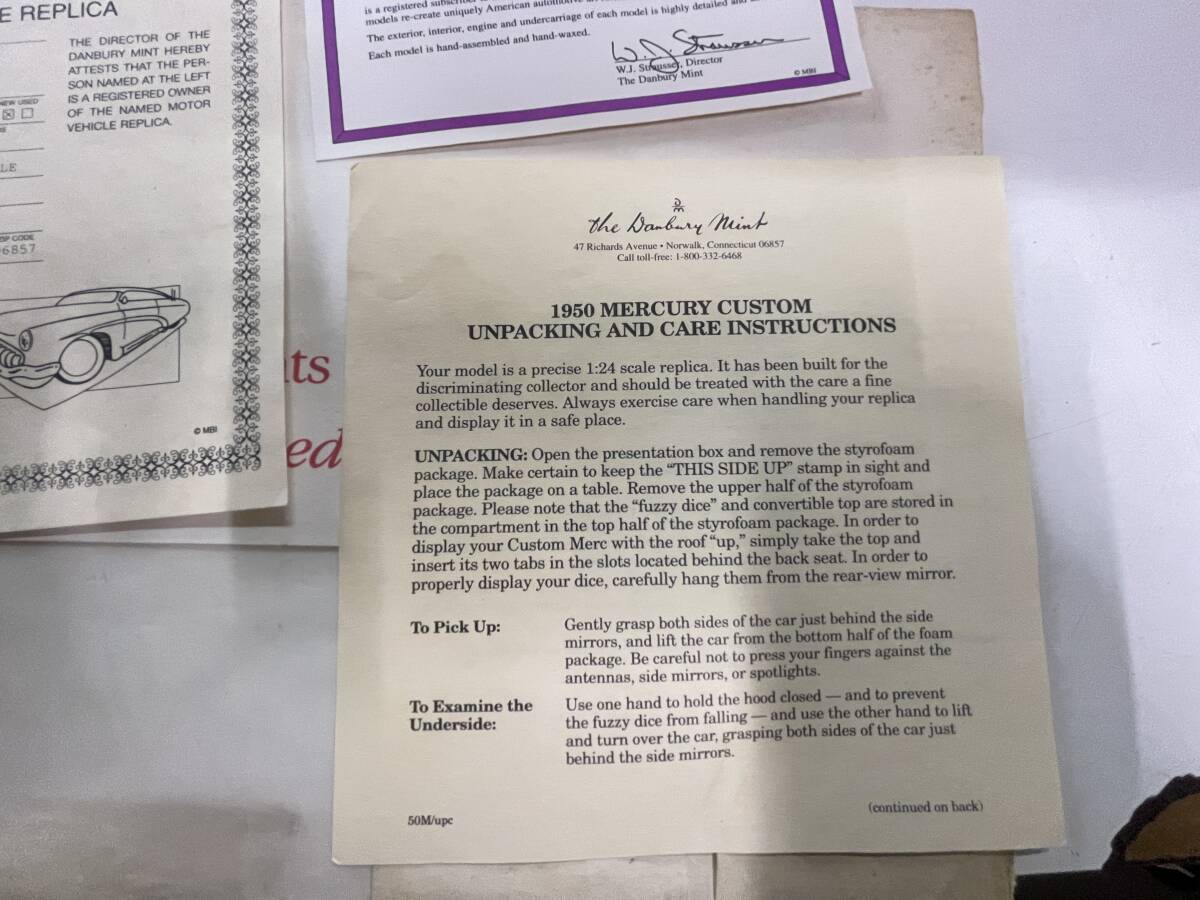 E REPLICA
THE DIRECTOR OF THE
DANBURY MINT HEREBY
ATTESTS THAT THE PER-
SON NAMED AT THE LEFT
IS A REGISTERED OWNER
OF THE NAMED MOTOR
VEHICLE REPLICA.
NEW USED
LE
ZIP CODE
6857
© MBI
is a registered
models re-create uniquely American
The exterior, interior, engine and undercarriage of each model is highly detailed and
Each model is hand-assembled and hand-waxed.
W.J. Strausser, Director
The Danbury Mint
© MBI
ts
ed
DM
the Danbury Mint
47 Richards Avenue • Norwalk, Connecticut 06857
Call toll-free: 1-800-332-6468
1950 MERCURY CUSTOM
UNPACKING AND CARE INSTRUCTIONS
Your model is a precise 1:24 scale replica. It has been built for the
discriminating collector and should be treated with the care a fine
collectible deserves. Always exercise care when handling your replica
and display it in a safe place.
UNPACKING: Open the presentation box and remove the styrofoam
package. Make certain to keep the “THIS SIDE UP” stamp in sight and
place the package on a table. Remove the upper half of the styrofoam
package. Please note that the “fuzzy dice” and convertible top are stored in
the compartment in the top half of the styrofoam package. In order to
display your Custom Merc with the roof “up,” simply take the top and
insert its two tabs in the slots located behind the back seat. In order to
properly display your dice, carefully hang them from the rear-view mirror.
To Pick Up:
Gently grasp both sides of the car just behind the side
mirrors, and lift the car from the bottom half of the foam
package. Be careful not to press your fingers against the
antennas, side mirrors, or spotlights.
To Examine the
Underside:
Use one hand to hold the hood closed — and to prevent
the fuzzy dice from falling — and use the other hand to lift
and turn over the car, grasping both sides of the car just
behind the side mirrors.
50M/upc
(continued on back)